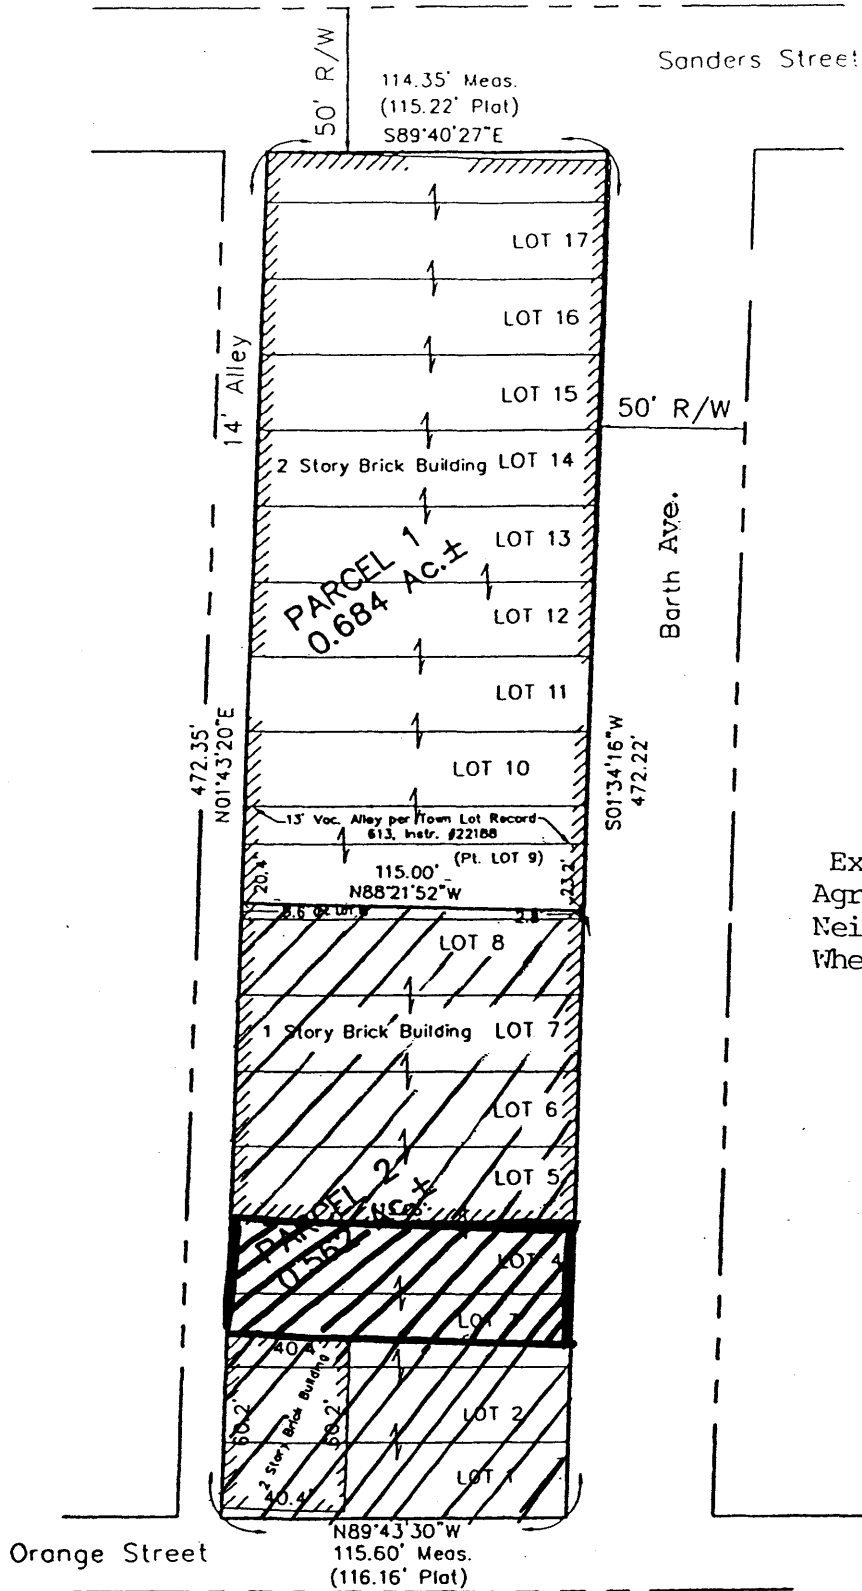 Sanders Street
50' R/W
114.35' Meas.
(115.22' Plat)
S89°40'27"E
LOT 17
LOT 16
14' Alley
LOT 15
50' R/W
2 Story Brick Building
LOT 14
Barth Ave.
LOT 13
PARCEL 1
0.684 Ac.±
LOT 12
LOT 11
472.35'
N01°43'20"E
S01°34'16"W
472.22'
LOT 10
13' Vac. Alley per Town Lot Record
613, Instr. #22188
(Pt. LOT 9)
20.4'
115.00'
N88°21'52"W
23.2'
Ex
Agr
Nei
Whe
LOT 8
1 Story Brick Building
LOT 7
LOT 6
LOT 5
PARCEL 2
0.562 Ac.±
LOT 4
LOT
40.4'
60.2'
2 Story Brick Building
60.2'
40.4'
LOT 2
LOT 1
N89°43'30"W
115.60' Meas.
(116.16' Plat)
Orange Street